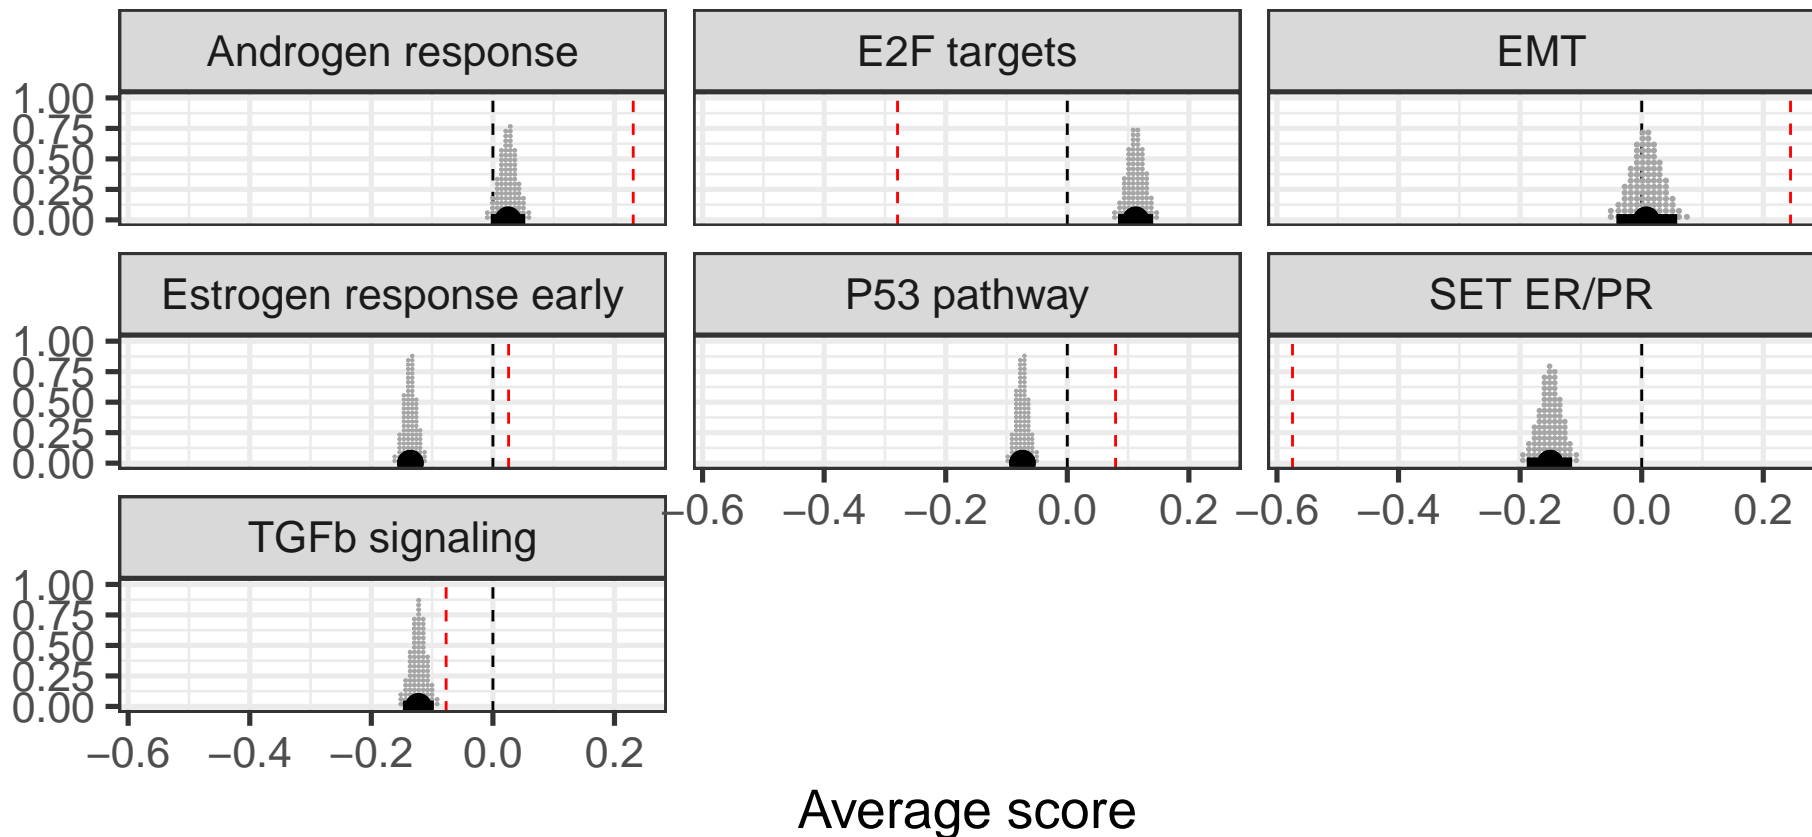 Androgen response
E2F targets
EMT
1.00
0.75
0.50
0.25
0.00
Estrogen response early
P53 pathway
SET ER/PR
1.00
0.75
0.50
0.25
0.00
−0.6 −0.4 −0.2 0.0 0.2
−0.6 −0.4 −0.2 0.0 0.2
TGFb signaling
1.00
0.75
0.50
0.25
0.00
−0.6 −0.4 −0.2 0.0 0.2
Average score